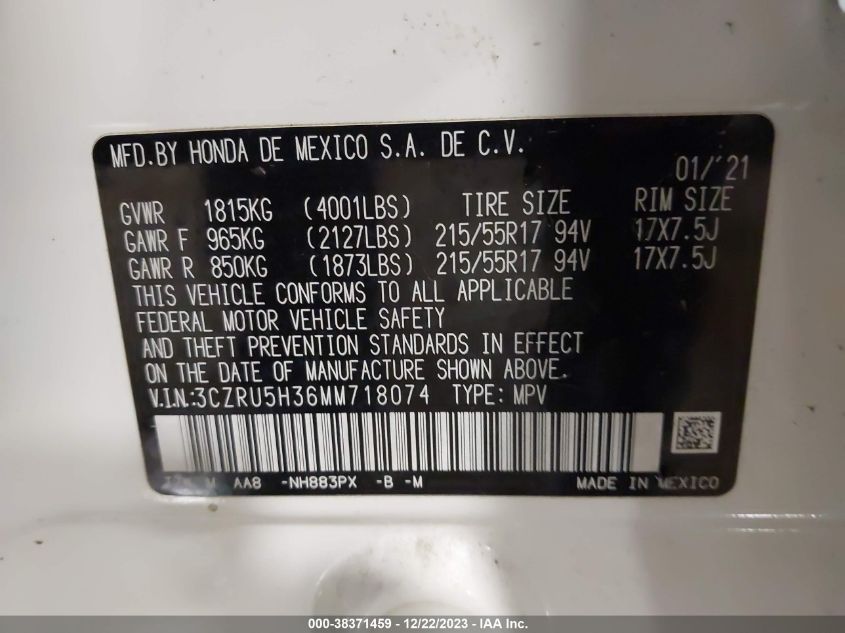 MFD.BY HONDA DE MEXICO S.A. DE C.V.
01/'21
GVWR 1815KG (4001LBS) TIRE SIZE RIM SIZE
GAWR F 965KG (2127LBS) 215/55R17 94V 17X7.5J
GAWR R 850KG (1873LBS) 215/55R17 94V 17X7.5J
THIS VEHICLE CONFORMS TO ALL APPLICABLE
FEDERAL MOTOR VEHICLE SAFETY
AND THEFT PREVENTION STANDARDS IN EFFECT
ON THE DATE OF MANUFACTURE SHOWN ABOVE.
V.I.N.:3CZRU5H36MM718074 TYPE: MPV
M AA8 -NH883PX -B -M MADE IN MEXICO
000-38371459 - 12/22/2023 - IAA Inc.